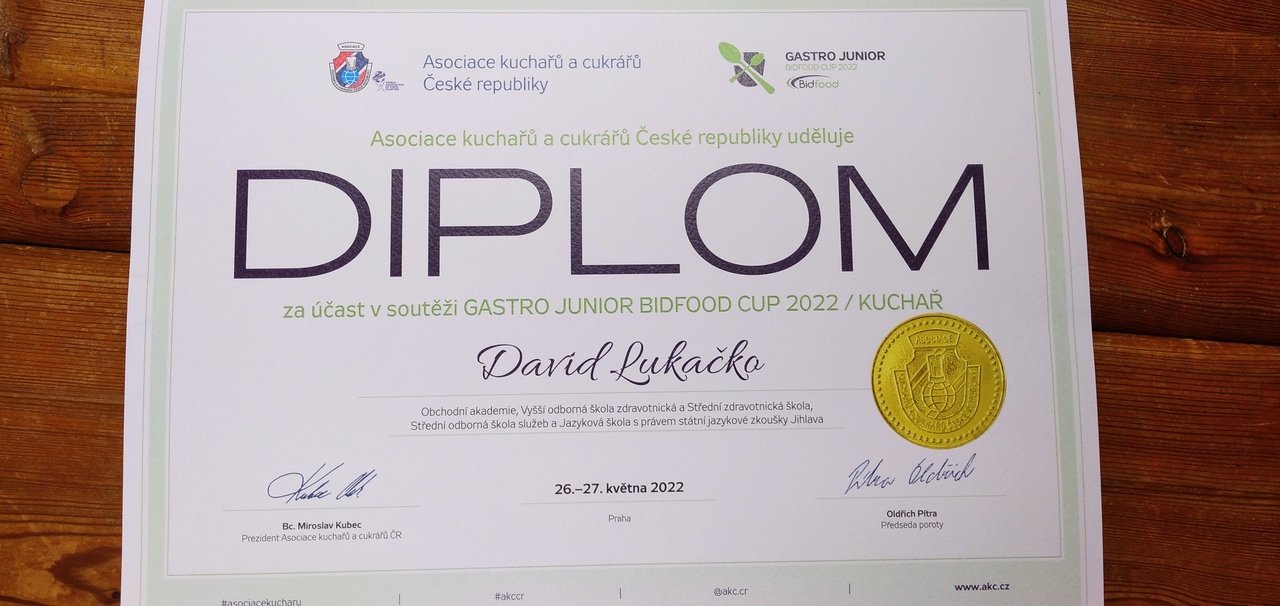 ASOCIACE
Asociace kuchařů a cukrářů
České republiky
GASTRO JUNIOR
BIDFOOD CUP 2022
Bidfood
Asociace kuchařů a cukrářů České republiky uděluje
DIPLOM
za účast v soutěži GASTRO JUNIOR BIDFOOD CUP 2022 / KUCHAŘ
David Lukačko
ASOCIACE
Obchodní akademie, Vyšší odborná škola zdravotnická a Střední zdravotnická škola,
Střední odborná škola služeb a Jazyková škola s právem státní jazykové zkoušky Jihlava
26.–27. května 2022
Praha
Bc. Miroslav Kubec
Prezident Asociace kuchařů a cukrářů ČR
Oldřich Pitra
Předseda poroty
#asociacekucharu
#akccr
@akc.cr
www.akc.cz